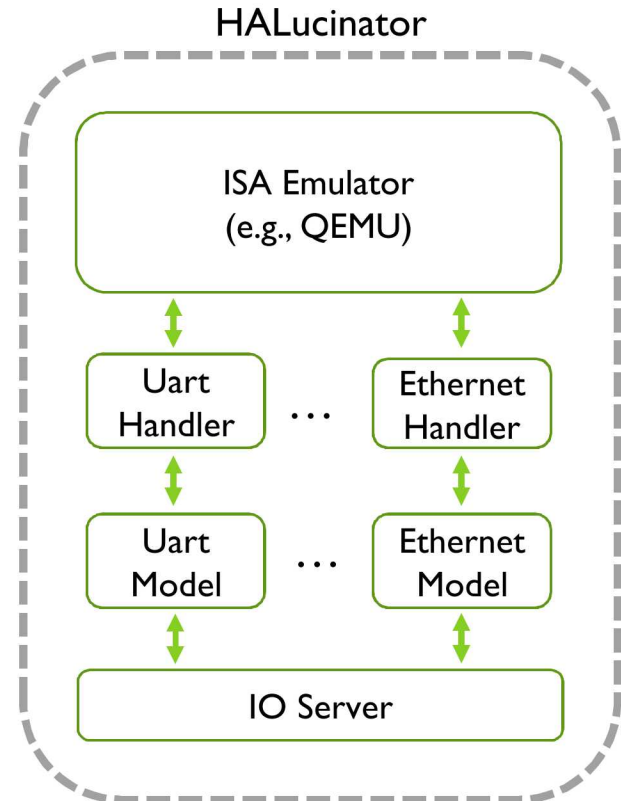 HALucinator
ISA Emulator
(e.g., QEMU)
Uart
Handler
...
Ethernet
Handler
Uart
Model
...
Ethernet
Model
IO Server